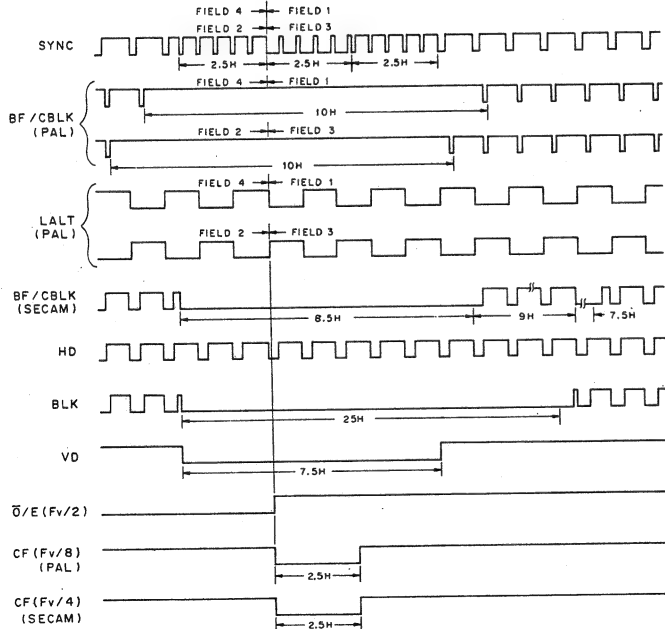 FIELD 4 FIELD 1
FIELD 2 FIELD 3
SYNC
2.5H 2.5H 2.5H
FIELD 4 FIELD 1
BF/CBLK
(PAL)
10H
FIELD 2 FIELD 3
10H
LALT
(PAL)
FIELD 4 FIELD 1
FIELD 2 FIELD 3
BF/CBLK
(SECAM)
8.5H 9H 7.5H
HD
BLK
25H
VD
7.5H
O̅/E(Fv/2)
CF(Fv/8)
(PAL)
2.5H
CF(Fv/4)
(SECAM)
2.5H